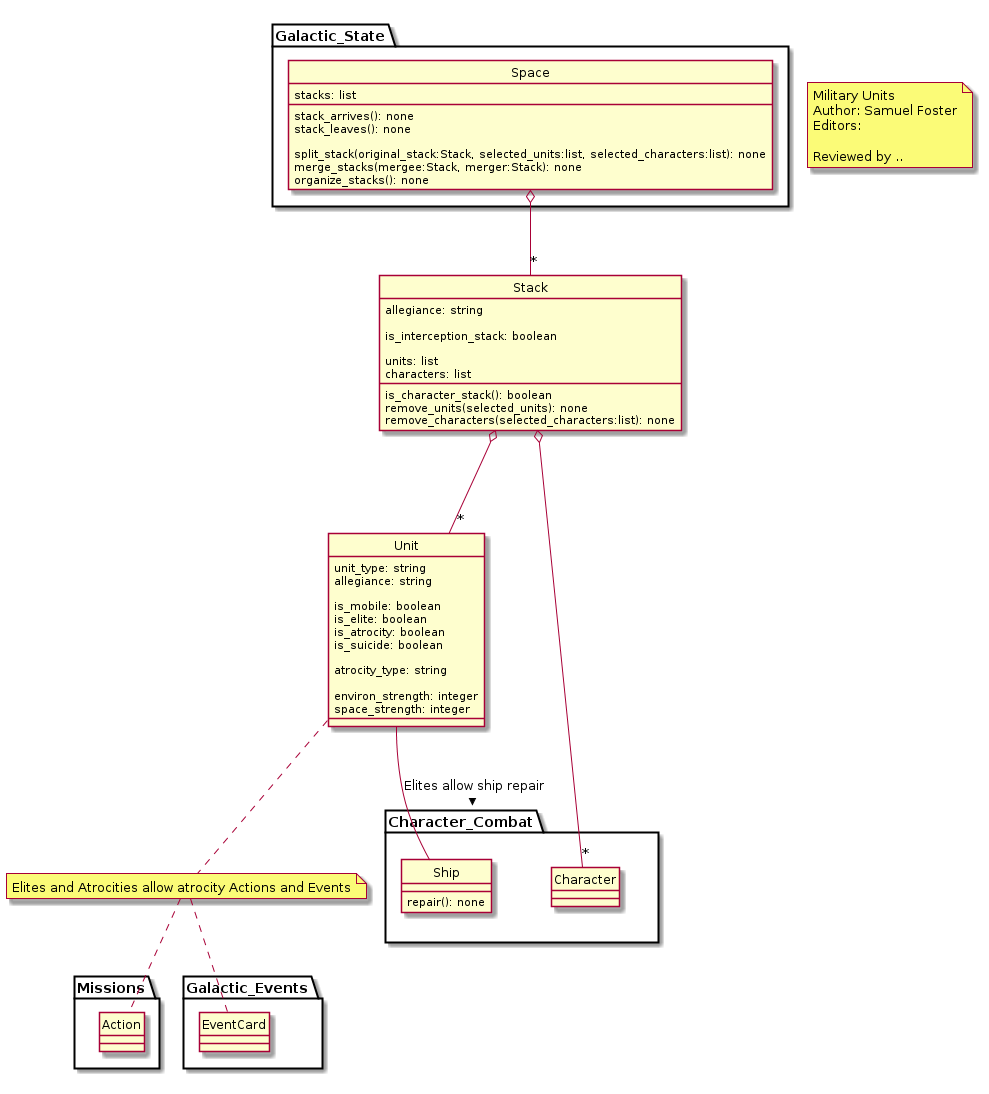 Galactic_State
Space
stacks: list
stack_arrives(): none
stack_leaves(): none
split_stack(original_stack:Stack, selected_units:list, selected_characters:list): none
merge_stacks(mergee:Stack, merger:Stack): none
organize_stacks(): none
Military Units
Author: Samuel Foster
Editors:
Reviewed by ..
*
Stack
allegiance: string
is_interception_stack: boolean
units: list
characters: list
is_character_stack(): boolean
remove_units(selected_units): none
remove_characters(selected_characters:list): none
*
Unit
unit_type: string
allegiance: string
is_mobile: boolean
is_elite: boolean
is_atrocity: boolean
is_suicide: boolean
atrocity_type: string
environ_strength: integer
space_strength: integer
Elites allow ship repair
Character_Combat
*
Ship
repair(): none
Character
Elites and Atrocities allow atrocity Actions and Events
Missions
Action
Galactic_Events
EventCard